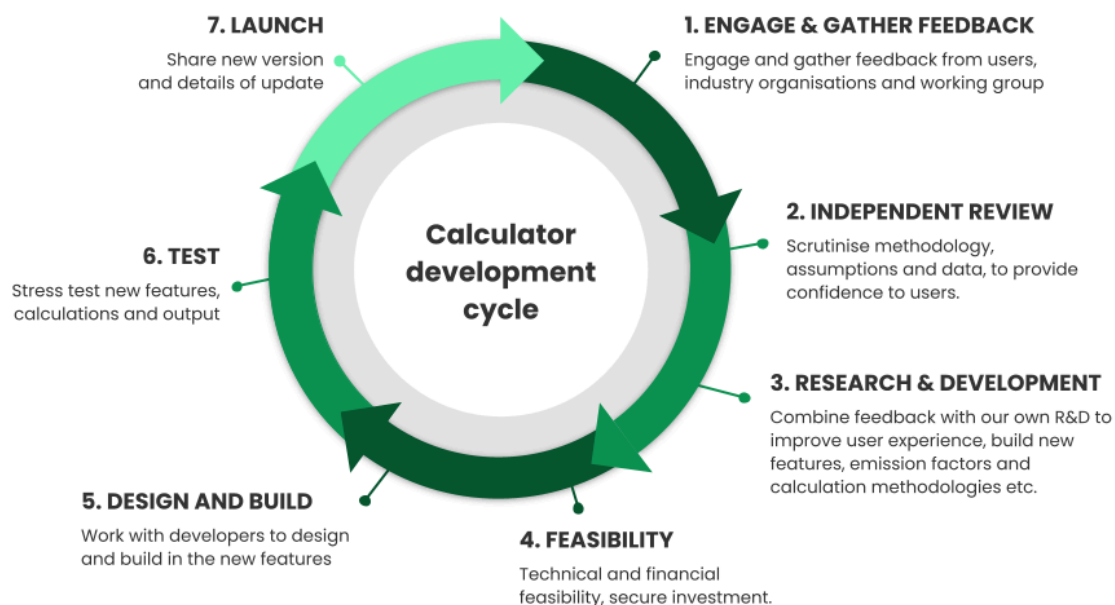 1. ENGAGE & GATHER FEEDBACK
Engage and gather feedback from users,
industry organisations and working group
2. INDEPENDENT REVIEW
Scrutinise methodology,
assumptions and data, to provide
confidence to users.
3. RESEARCH & DEVELOPMENT
Combine feedback with our own R&D to
improve user experience, build new
features, emission factors and
calculation methodologies etc.
4. FEASIBILITY
Technical and financial
feasibility, secure investment.
5. DESIGN AND BUILD
Work with developers to design
and build in the new features
6. TEST
Stress test new features,
calculations and output
7. LAUNCH
Share new version
and details of update
Calculator
development
cycle